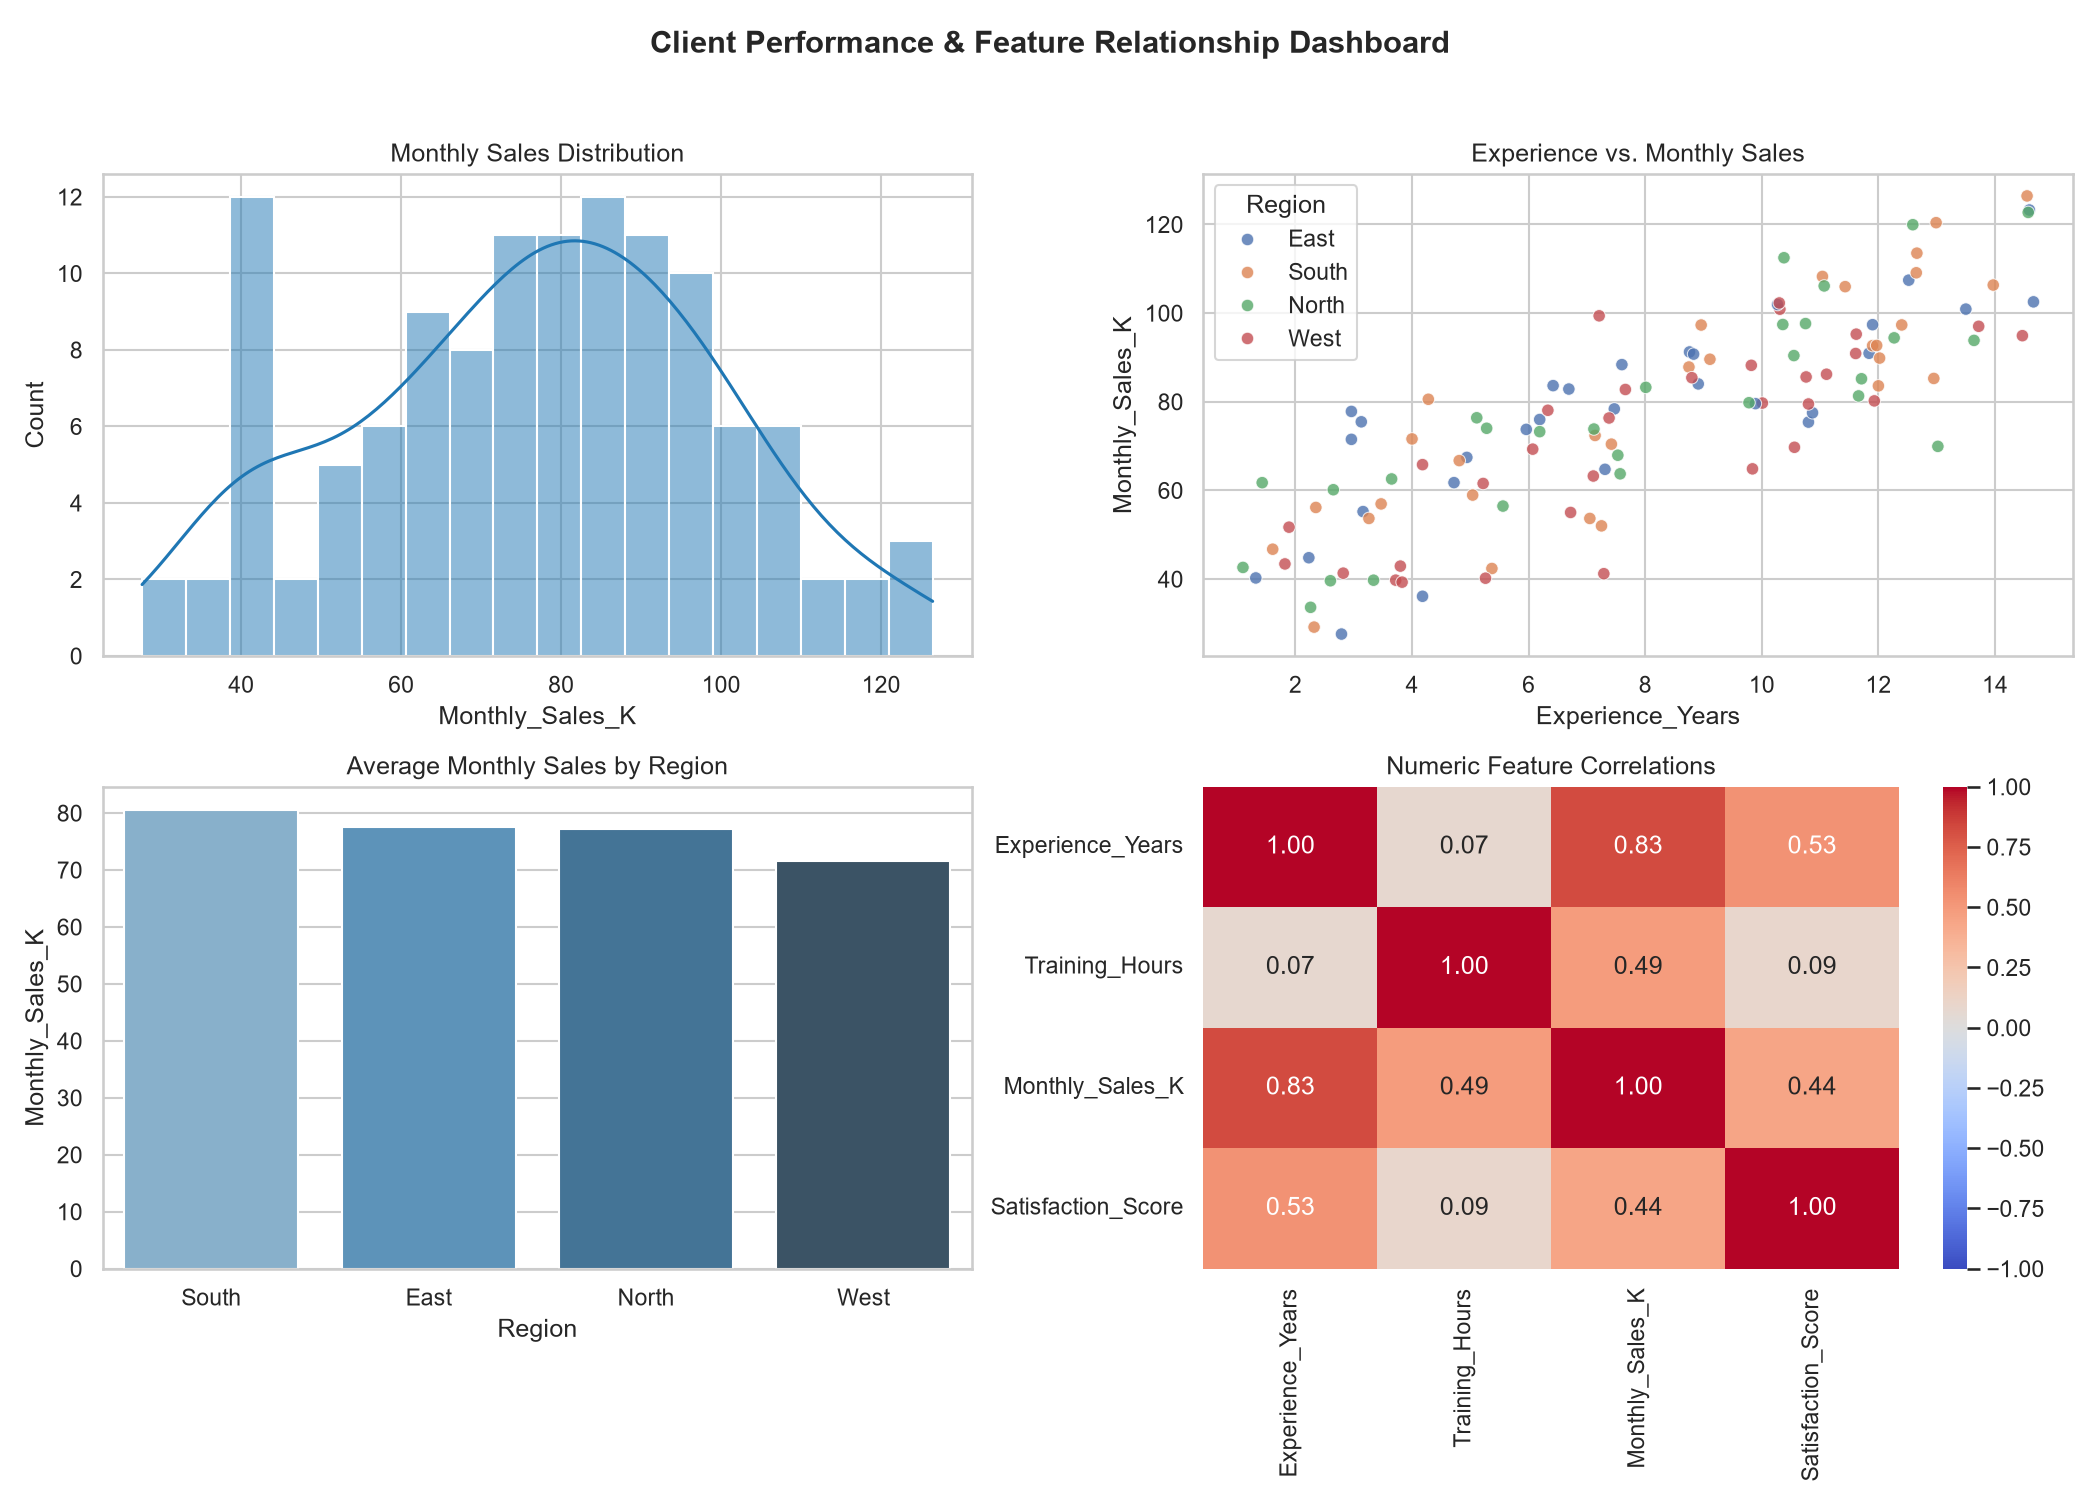 Client Performance & Feature Relationship Dashboard
Monthly Sales Distribution
Count
12
10
8
6
4
2
0
40 60 80 100 120
Monthly_Sales_K
Experience vs. Monthly Sales
Region
East
South
North
West
Monthly_Sales_K
120
100
80
60
40
2 4 6 8 10 12 14
Experience_Years
Average Monthly Sales by Region
Monthly_Sales_K
80
70
60
50
40
30
20
10
0
South East North West
Region
Numeric Feature Correlations
Experience_Years 1.00 0.07 0.83 0.53
Training_Hours 0.07 1.00 0.49 0.09
Monthly_Sales_K 0.83 0.49 1.00 0.44
Satisfaction_Score 0.53 0.09 0.44 1.00
Experience_Years
Training_Hours
Monthly_Sales_K
Satisfaction_Score
1.00
0.75
0.50
0.25
0.00
−0.25
−0.50
−0.75
−1.00